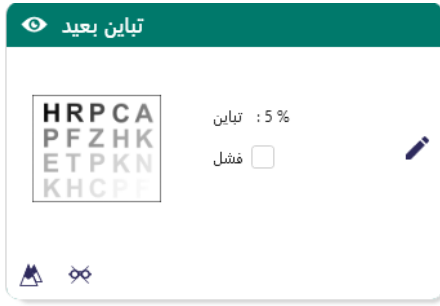 تباين بعيد
HRPCA
PFZHK
ETPKN
KHCPF
تباين : 5 %
فشل